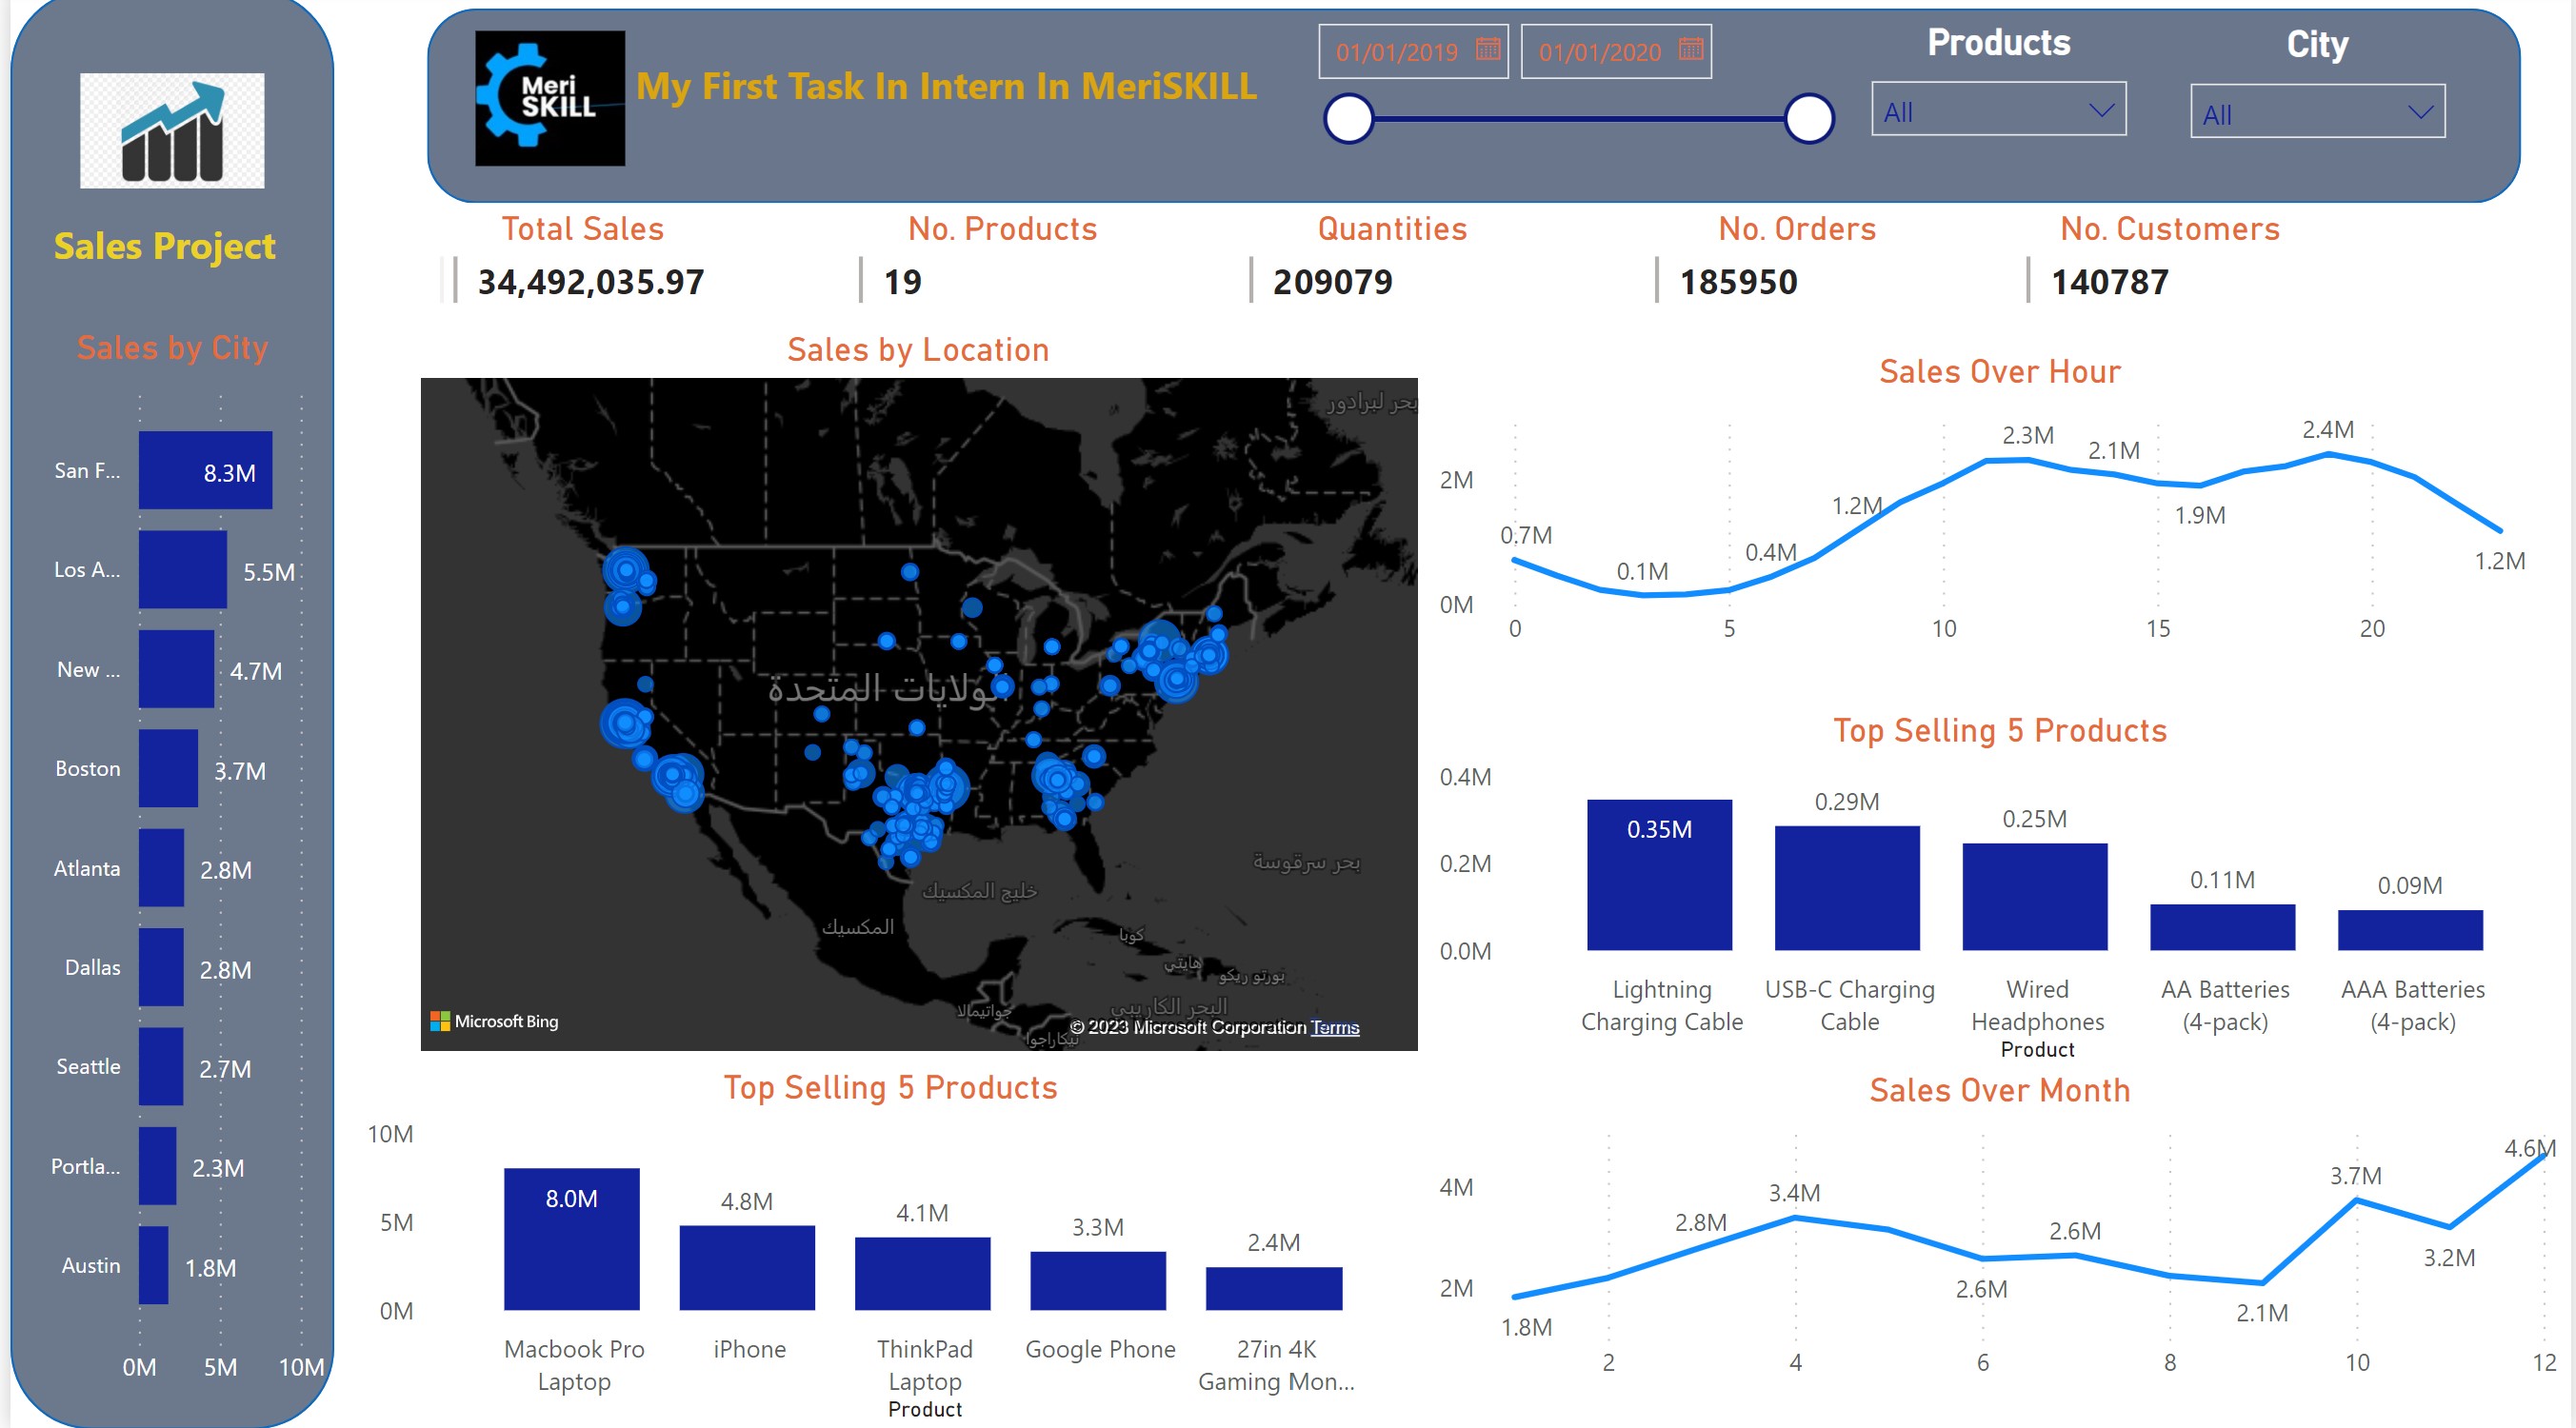 Sales Project
Sales by City
San F...
8.3M
Los A...
5.5M
New ...
4.7M
Boston
3.7M
Atlanta
2.8M
Dallas
2.8M
Seattle
2.7M
Portla...
2.3M
Austin
1.8M
0M 5M 10M
Meri
SKILL
My First Task In Intern In MeriSKILL
01/01/2019 01/01/2020
Products
All
City
All
Total Sales
34,492,035.97
No. Products
19
Quantities
209079
No. Orders
185950
No. Customers
140787
Sales by Location
بحر لبرادور
الولايات المتحدة
بحر سرقوسة
خليج المكسيك
المكسيك
كوبا
هايتي
بورتو ريكو
البحر الكاريبي
جواتيمالا
نيكاراجوا
Microsoft Bing
© 2023 Microsoft Corporation Terms
Sales Over Hour
2M
0M
0.7M
0.1M
0.4M
1.2M
2.3M
2.1M
1.9M
2.4M
1.2M
0 5 10 15 20
Top Selling 5 Products
0.4M
0.2M
0.0M
0.35M
0.29M
0.25M
0.11M
0.09M
Lightning
Charging Cable
USB-C Charging
Cable
Wired
Headphones
AA Batteries
(4-pack)
AAA Batteries
(4-pack)
Product
Top Selling 5 Products
10M
5M
0M
8.0M
4.8M
4.1M
3.3M
2.4M
Macbook Pro
Laptop
iPhone
ThinkPad
Laptop
Google Phone
27in 4K
Gaming Mon...
Product
Sales Over Month
4M
2M
1.8M
2.8M
3.4M
2.6M
2.6M
2.1M
3.7M
3.2M
4.6M
2 4 6 8 10 12